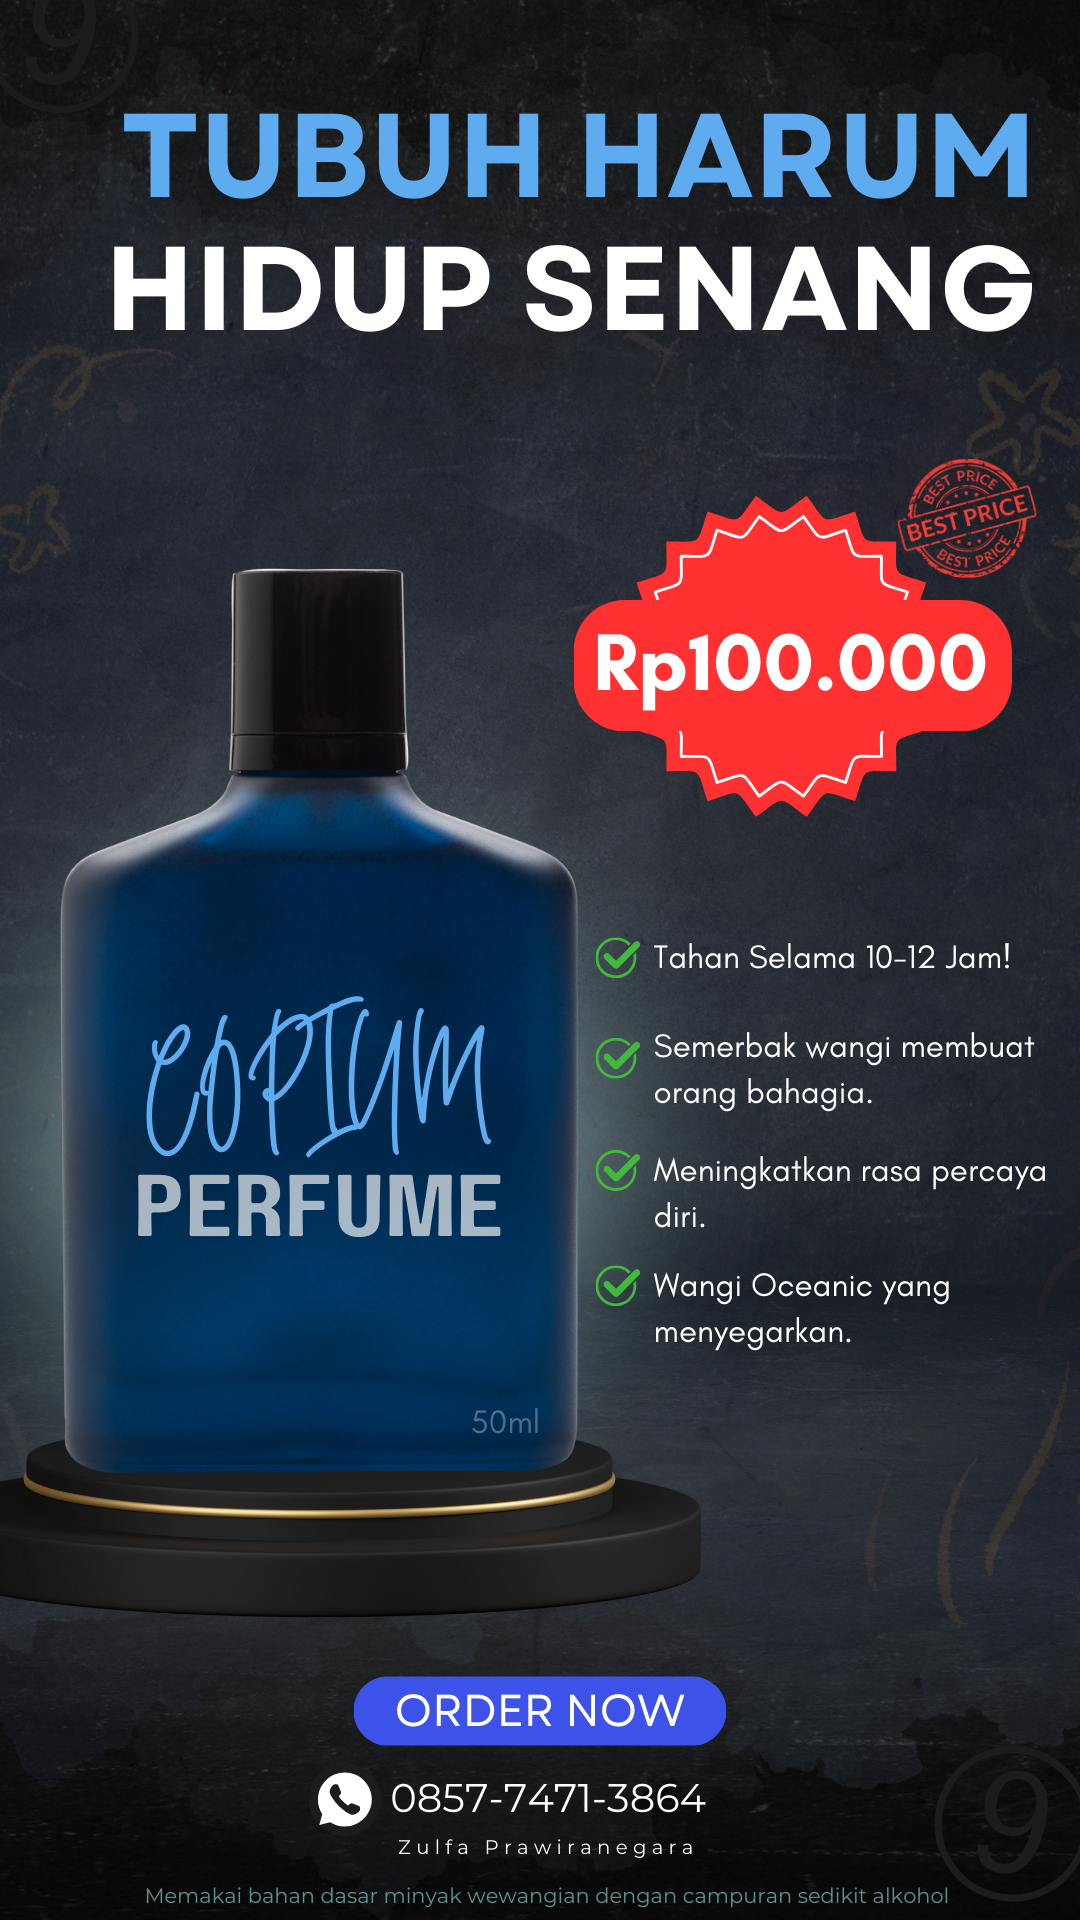 9
TUBUH HARUM
HIDUP SENANG
BEST PRICE
BEST PRICE
BEST PRICE
Rp100.000
Tahan Selama 10-12 Jam!
Semerbak wangi membuat
orang bahagia.
Meningkatkan rasa percaya
diri.
Wangi Oceanic yang
menyegarkan.
COPIUM
PERFUME
50ml
ORDER NOW
0857-7471-3864
Zulfa Prawiranegara
9
Memakai bahan dasar minyak wewangian dengan campuran sedikit alkohol